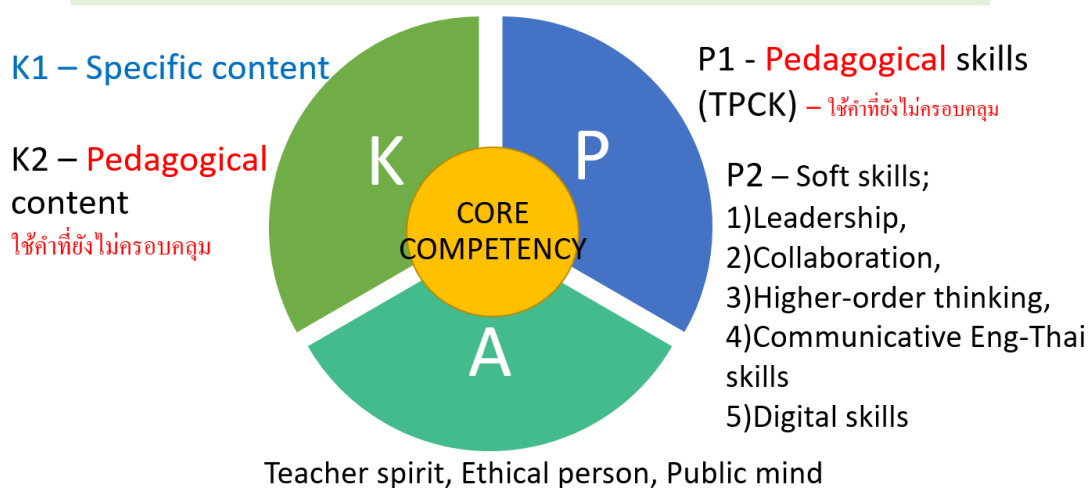 K1 – Specific content
K2 – Pedagogical
content
ใช้คำที่ยังไม่ครอบคลุม
K
P
A
CORE
COMPETENCY
P1 - Pedagogical skills
(TPCK) – ใช้คำที่ยังไม่ครอบคลุม
P2 – Soft skills;
1)Leadership,
2)Collaboration,
3)Higher-order thinking,
4)Communicative Eng-Thai
skills
5)Digital skills
Teacher spirit, Ethical person, Public mind